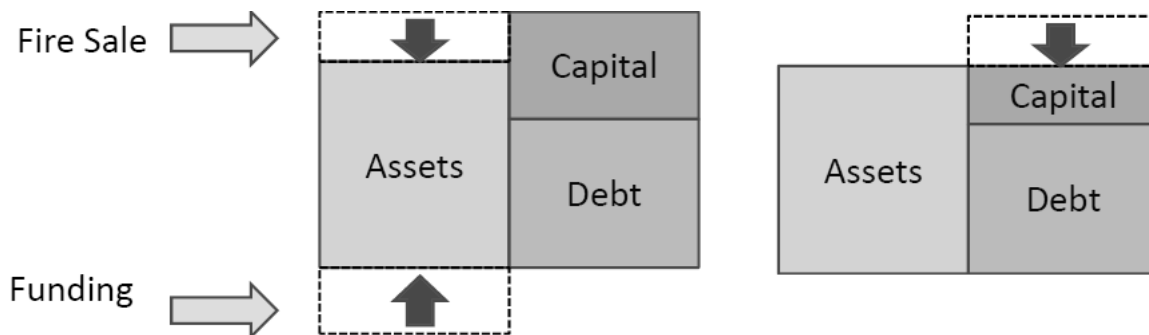 Fire Sale
Capital
Assets
Debt
Funding
Capital
Assets
Debt